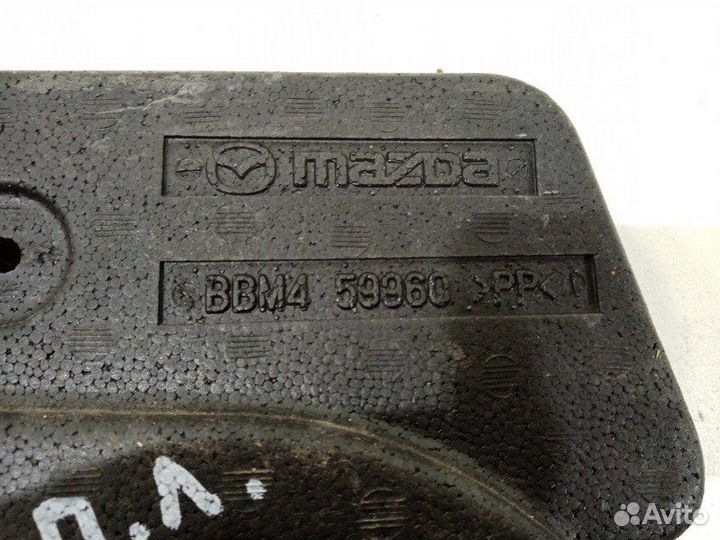 mazda
BBM4 59960 >PP<
П.Л.
Avito